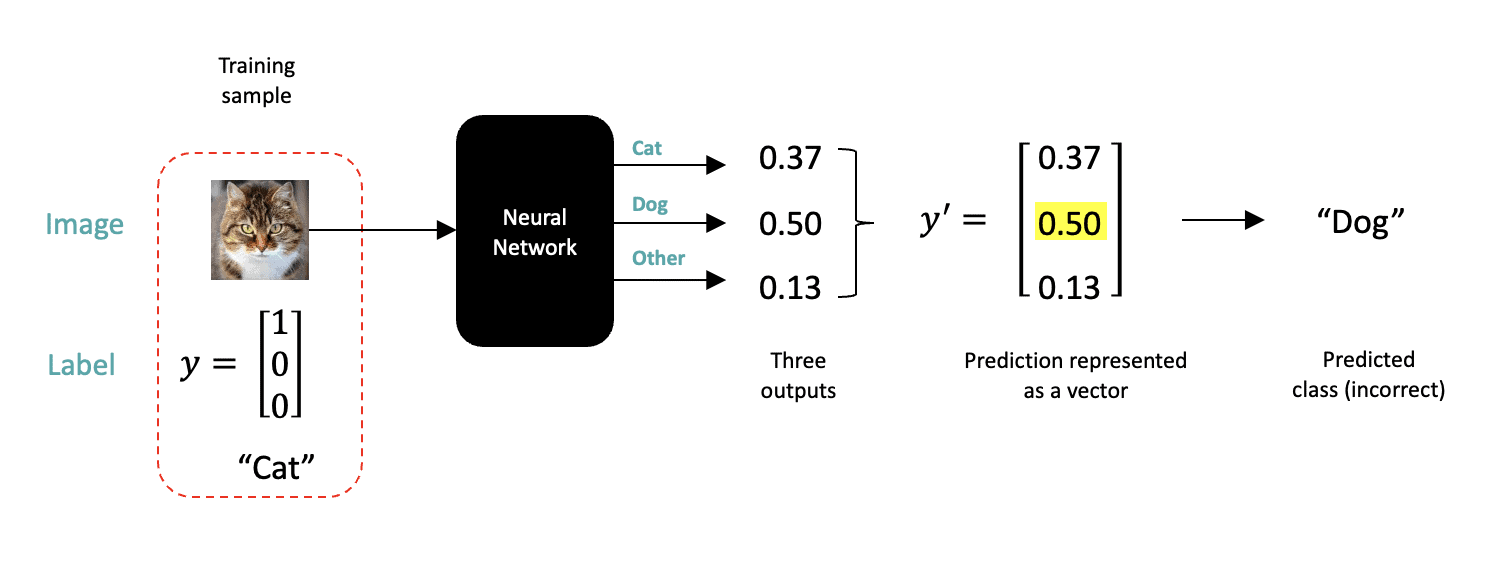 Training
sample
Image
Label
y = [1 0 0]
“Cat”
Neural
Network
Cat
Dog
Other
0.37
0.50
0.13
Three
outputs
y′ = [0.37 0.50 0.13]
Prediction represented
as a vector
“Dog”
Predicted
class (incorrect)